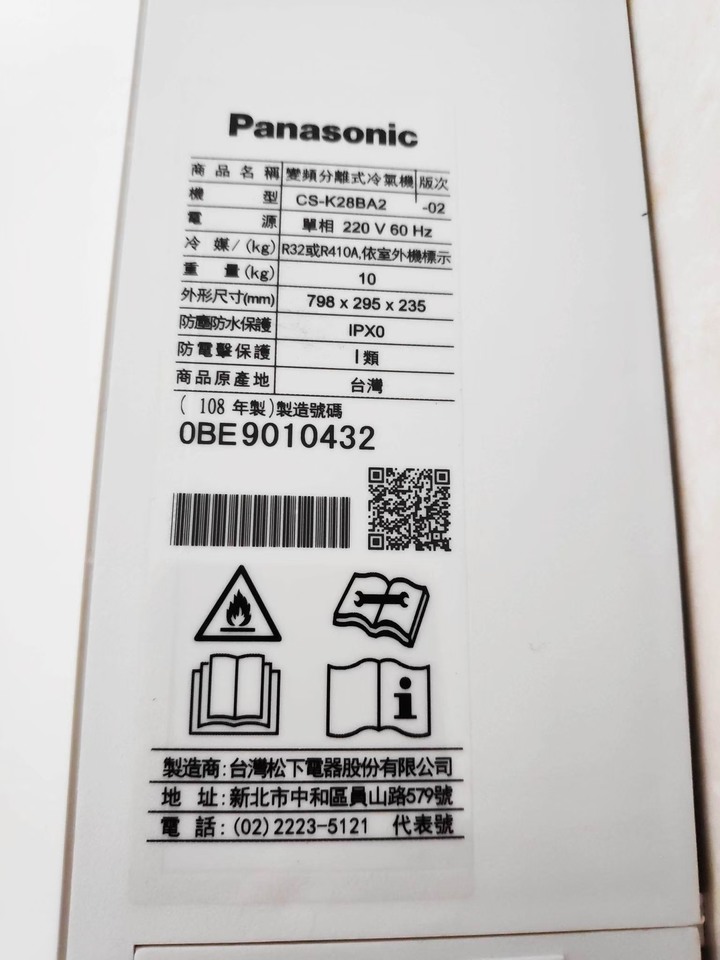 Panasonic
商品名稱 變頻分離式冷氣機 版次
機型 CS-K28BA2 -02
電源 單相 220 V 60 Hz
冷媒/(kg) R32或R410A,依室外機標示
重量(kg) 10
外形尺寸(mm) 798 x 295 x 235
防塵防水保護 IPX0
防電擊保護 I 類
商品原產地 台灣
( 108 年製)製造號碼
0BE9010432
i
製造商:台灣松下電器股份有限公司
地 址:新北市中和區員山路579號
電 話:(02)2223-5121 代表號